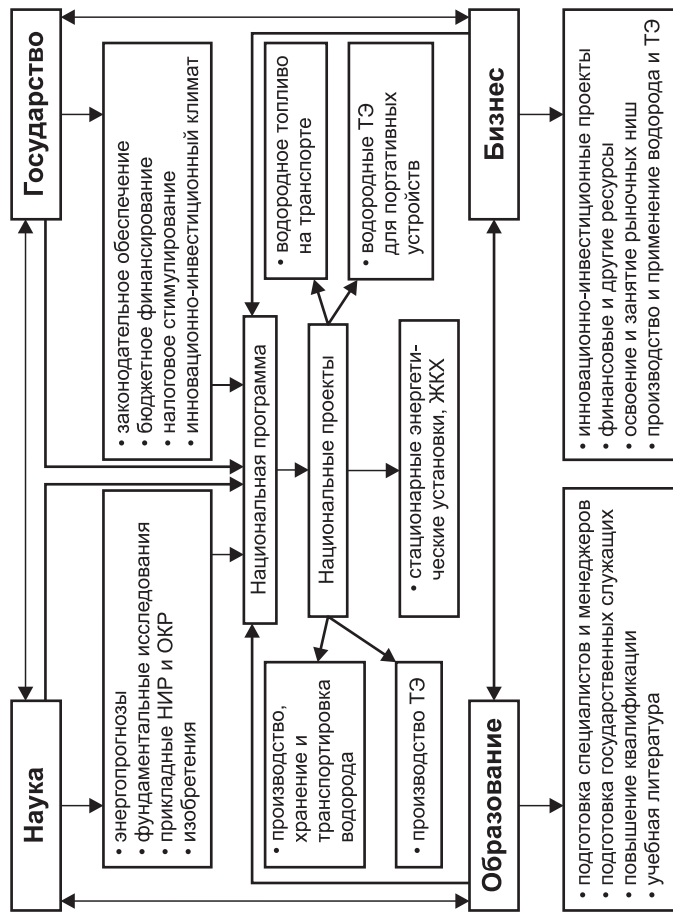 Наука
Государство
• энергопрогнозы
• фундаментальные исследования
• прикладные НИР и ОКР
• изобретения
• законодательное обеспечение
• бюджетное финансирование
• налоговое стимулирование
• инновационно-инвестиционный климат
Национальная программа
• производство,
хранение и
транспортировка
водорода
Национальные проекты
• водородное топливо
на транспорте
• производство ТЭ
• стационарные энергети-
ческие установки, ЖКХ
• водородные ТЭ
для портативных
устройств
Образование
Бизнес
• подготовка специалистов и менеджеров
• подготовка государственных служащих
• повышение квалификации
• учебная литература
• инновационно-инвестиционные проекты
• финансовые и другие ресурсы
• освоение и занятие рыночных ниш
• производство и применение водорода и ТЭ